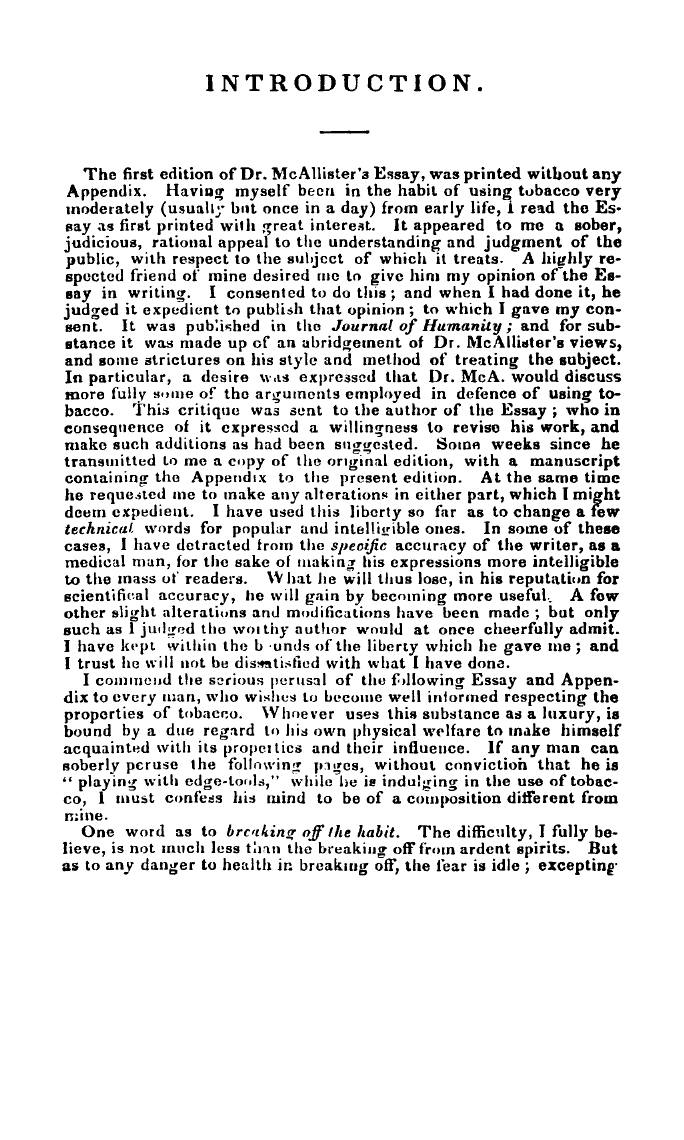 INTRODUCTION.
The first edition of Dr. McAllister's Essay, was printed without any
Appendix. Having myself been in the habit of using tobacco very
moderately (usually but once in a day) from early life, I read the Es-
say as first printed with great interest. It appeared to me a sober,
judicious, rational appeal to the understanding and judgment of the
public, with respect to the subject of which it treats. A highly re-
spected friend of mine desired me to give him my opinion of the Es-
say in writing. I consented to do this; and when I had done it, he
judged it expedient to publish that opinion; to which I gave my con-
sent. It was published in the Journal of Humanity; and for sub-
stance it was made up of an abridgement of Dr. McAllister's views,
and some strictures on his style and method of treating the subject.
In particular, a desire was expressed that Dr. McA. would discuss
more fully some of the arguments employed in defence of using to-
bacco. This critique was sent to the author of the Essay; who in
consequence of it expressed a willingness to revise his work, and
make such additions as had been suggested. Some weeks since he
transmitted to me a copy of the original edition, with a manuscript
containing the Appendix to the present edition. At the same time
he requested me to make any alterations in either part, which I might
deem expedient. I have used this liberty so far as to change a few
technical words for popular and intelligible ones. In some of these
cases, I have detracted from the specific accuracy of the writer, as a
medical man, for the sake of making his expressions more intelligible
to the mass of readers. What he will thus lose, in his reputation for
scientifical accuracy, he will gain by becoming more useful. A few
other slight alterations and modifications have been made; but only
such as I judged the worthy author would at once cheerfully admit.
I have kept within the bounds of the liberty which he gave me; and
I trust he will not be dissatisfied with what I have done.
I commend the serious perusal of the following Essay and Appen-
dix to every man, who wishes to become well informed respecting the
properties of tobacco. Whoever uses this substance as a luxury, is
bound by a due regard to his own physical welfare to make himself
acquainted with its properties and their influence. If any man can
soberly peruse the following pages, without conviction that he is
"playing with edge-tools," while he is indulging in the use of tobac-
co, I must confess his mind to be of a composition different from
mine.
One word as to breaking off the habit. The difficulty, I fully be-
lieve, is not much less than the breaking off from ardent spirits. But
as to any danger to health in breaking off, the fear is idle; excepting